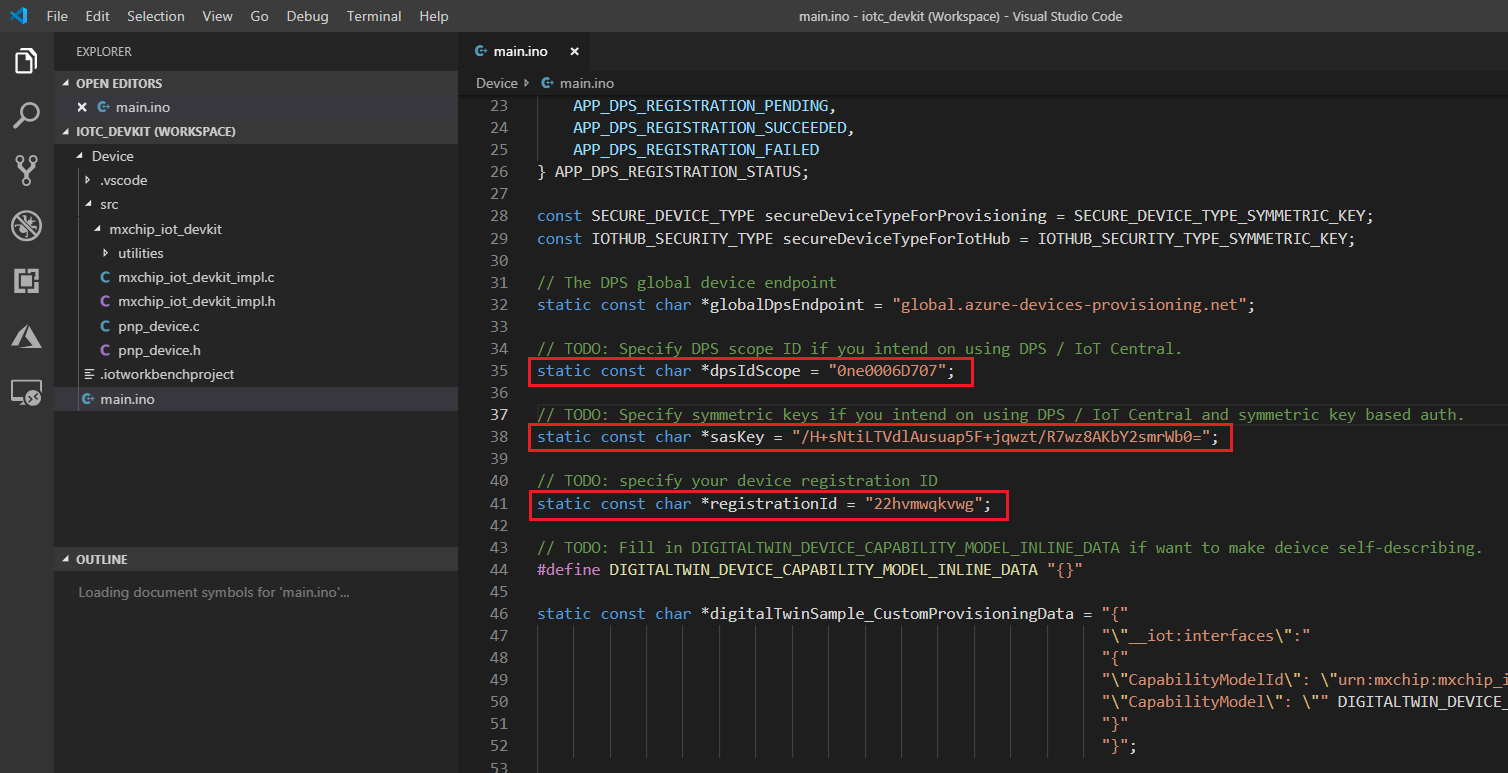 File Edit Selection View Go Debug Terminal Help
main.ino - iotc_devkit (Workspace) - Visual Studio Code
EXPLORER
OPEN EDITORS
main.ino
IOTC_DEVKIT (WORKSPACE)
Device
.vscode
src
mxchip_iot_devkit
utilities
C mxchip_iot_devkit_impl.c
C mxchip_iot_devkit_impl.h
C pnp_device.c
C pnp_device.h
.iotworkbenchproject
main.ino
OUTLINE
Loading document symbols for 'main.ino'...
main.ino
Device main.ino
23 APP_DPS_REGISTRATION_PENDING,
24 APP_DPS_REGISTRATION_SUCCEEDED,
25 APP_DPS_REGISTRATION_FAILED
26 } APP_DPS_REGISTRATION_STATUS;
27
28 const SECURE_DEVICE_TYPE secureDeviceTypeForProvisioning = SECURE_DEVICE_TYPE_SYMMETRIC_KEY;
29 const IOTHUB_SECURITY_TYPE secureDeviceTypeForIotHub = IOTHUB_SECURITY_TYPE_SYMMETRIC_KEY;
30
31 // The DPS global device endpoint
32 static const char *globalDpsEndpoint = "global.azure-devices-provisioning.net";
33
34 // TODO: Specify DPS scope ID if you intend on using DPS / IoT Central.
35 static const char *dpsIdScope = "0ne0006D707";
36
37 // TODO: Specify symmetric keys if you intend on using DPS / IoT Central and symmetric key based auth.
38 static const char *sasKey = "/H+sNtiLTVdlAusuap5F+jqwzt/R7wz8AKbY2smrWb0=";
39
40 // TODO: specify your device registration ID
41 static const char *registrationId = "22hvmwqkvwg";
42
43 // TODO: Fill in DIGITALTWIN_DEVICE_CAPABILITY_MODEL_INLINE_DATA if want to make deivce self-describing.
44 #define DIGITALTWIN_DEVICE_CAPABILITY_MODEL_INLINE_DATA "{}"
45
46 static const char *digitalTwinSample_CustomProvisioningData = "{"
47 "\"__iot:interfaces\":"
48 "{"
49 "\"CapabilityModelId\": \"urn:mxchip:mxchip_i
50 "\"CapabilityModel\": \"" DIGITALTWIN_DEVICE_
51 "}"
52 "}";
53